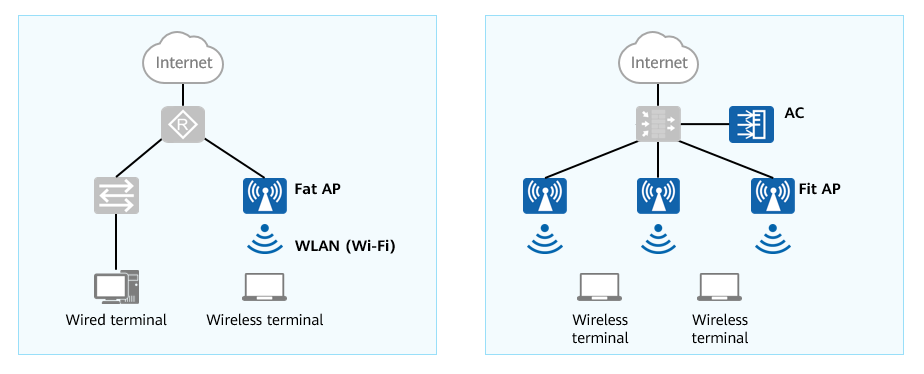 Internet
R
Fat AP
WLAN (Wi-Fi)
Wired terminal
Wireless terminal
Internet
AC
Fit AP
Wireless
terminal
Wireless
terminal